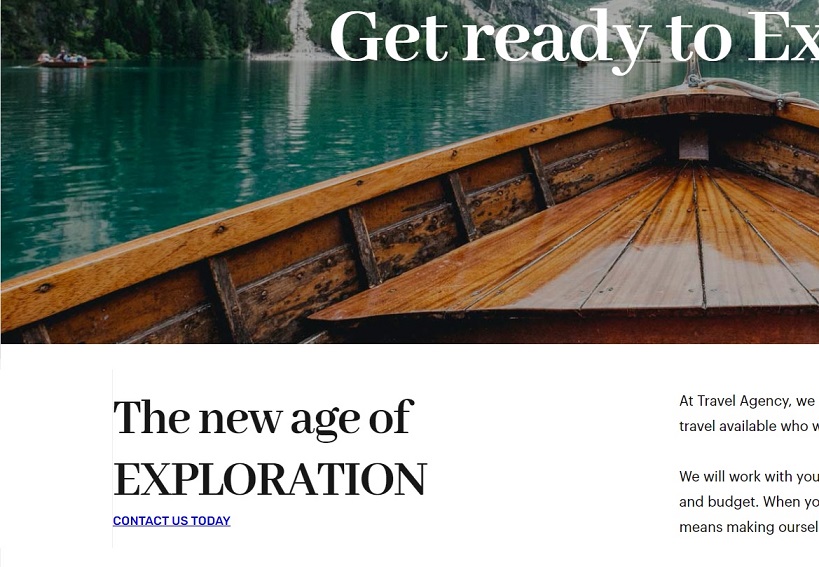 Get ready to Ex
The new age of
EXPLORATION
CONTACT US TODAY
At Travel Agency, we
travel available who w
We will work with you
and budget. When yo
means making oursel